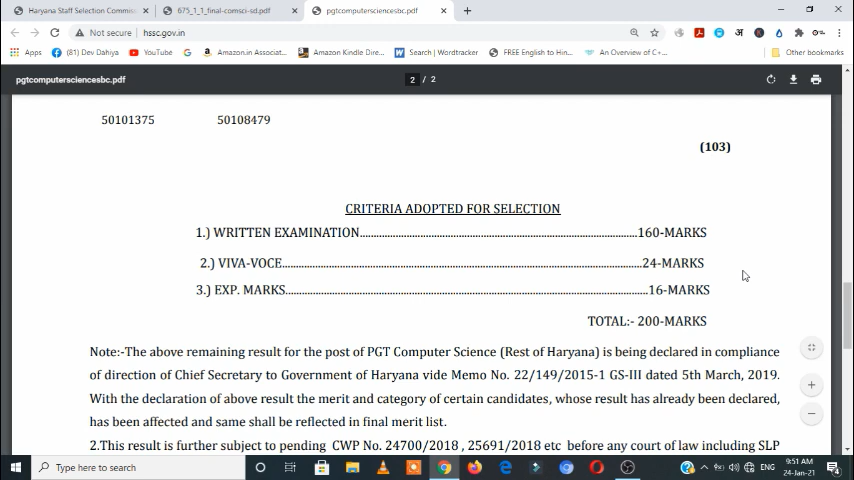 Haryana Staff Selection Commiss
675_1_1_final-comsci-sd.pdf
pgtcomputersciencesbc.pdf
Not secure | hssc.gov.in
Apps
(81) Dev Dahiya
YouTube
Amazon.in Associat...
Amazon Kindle Dire...
Search | Wordtracker
FREE English to Hin...
An Overview of C+...
Other bookmarks
pgtcomputersciencesbc.pdf
2 / 2
50101375 50108479
(103)
CRITERIA ADOPTED FOR SELECTION
1.) WRITTEN EXAMINATION..........................................................................................160-MARKS
2.) VIVA-VOCE...................................................................................................................24-MARKS
3.) EXP. MARKS.................................................................................................................16-MARKS
TOTAL:- 200-MARKS
Note:-The above remaining result for the post of PGT Computer Science (Rest of Haryana) is being declared in compliance
of direction of Chief Secretary to Government of Haryana vide Memo No. 22/149/2015-1 GS-III dated 5th March, 2019.
With the declaration of above result the merit and category of certain candidates, whose result has already been declared,
has been affected and same shall be reflected in final merit list.
2.This result is further subject to pending CWP No. 24700/2018 , 25691/2018 etc before any court of law including SLP
Type here to search
ENG
9:51 AM
24-Jan-21
4